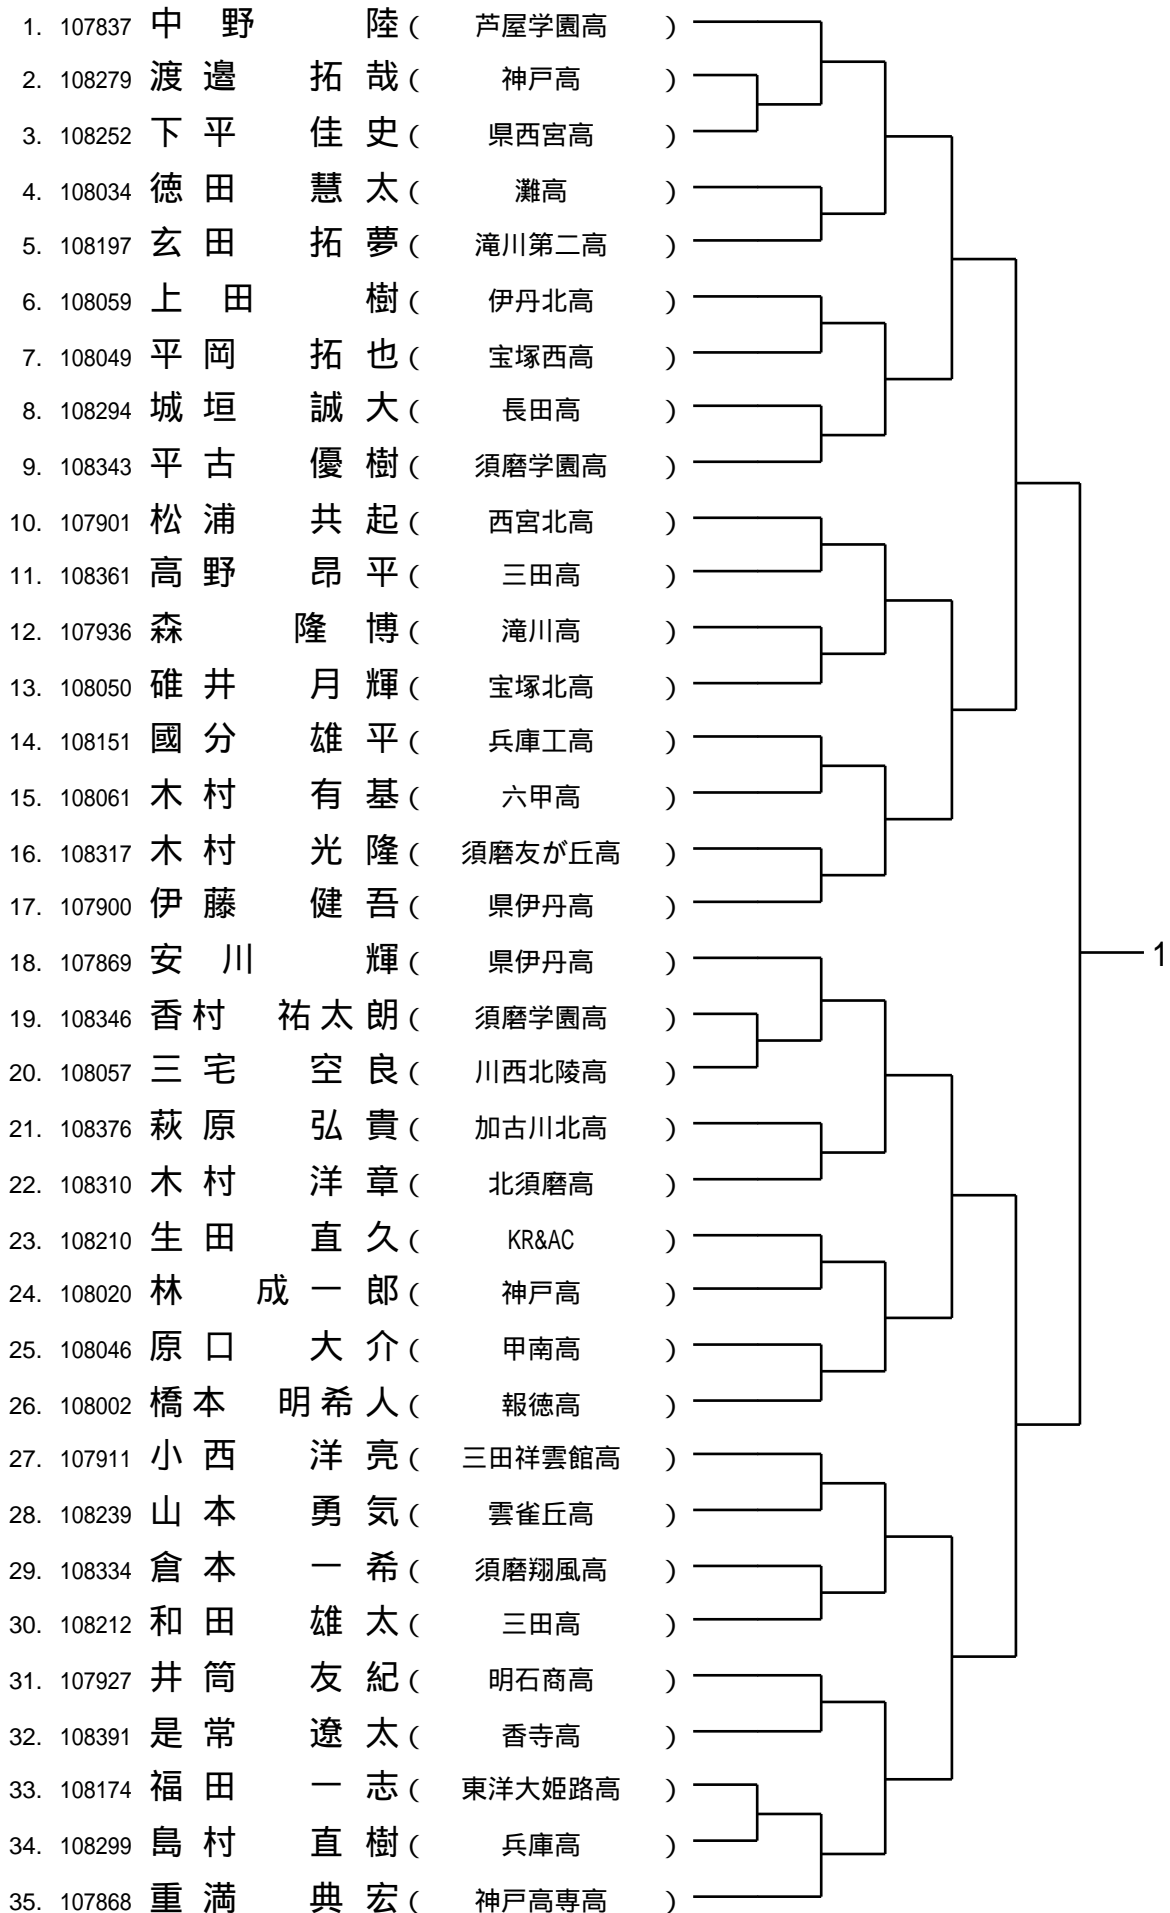 1. 107837 中野 陸 ( 芦屋学園高 )
2. 108279 渡邉 拓哉 ( 神戸高 )
3. 108252 下平 佳史 ( 県西宮高 )
4. 108034 徳田 慧太 ( 灘高 )
5. 108197 玄田 拓夢 ( 滝川第二高 )
6. 108059 上田 樹 ( 伊丹北高 )
7. 108049 平岡 拓也 ( 宝塚西高 )
8. 108294 城垣 誠大 ( 長田高 )
9. 108343 平古 優樹 ( 須磨学園高 )
10. 107901 松浦 共起 ( 西宮北高 )
11. 108361 高野 昂平 ( 三田高 )
12. 107936 森 隆博 ( 滝川高 )
13. 108050 碓井 月輝 ( 宝塚北高 )
14. 108151 國分 雄平 ( 兵庫工高 )
15. 108061 木村 有基 ( 六甲高 )
16. 108317 木村 光隆 ( 須磨友が丘高 )
17. 107900 伊藤 健吾 ( 県伊丹高 )
18. 107869 安川 輝 ( 県伊丹高 )
1
19. 108346 香村 祐太朗 ( 須磨学園高 )
20. 108057 三宅 空良 ( 川西北陵高 )
21. 108376 萩原 弘貴 ( 加古川北高 )
22. 108310 木村 洋章 ( 北須磨高 )
23. 108210 生田 直久 ( KR&AC )
24. 108020 林 成一郎 ( 神戸高 )
25. 108046 原口 大介 ( 甲南高 )
26. 108002 橋本 明希人 ( 報徳高 )
27. 107911 小西 洋亮 ( 三田祥雲館高 )
28. 108239 山本 勇気 ( 雲雀丘高 )
29. 108334 倉本 一希 ( 須磨翔風高 )
30. 108212 和田 雄太 ( 三田高 )
31. 107927 井筒 友紀 ( 明石商高 )
32. 108391 是常 遼太 ( 香寺高 )
33. 108174 福田 一志 ( 東洋大姫路高 )
34. 108299 島村 直樹 ( 兵庫高 )
35. 107868 重満 典宏 ( 神戸高専高 )